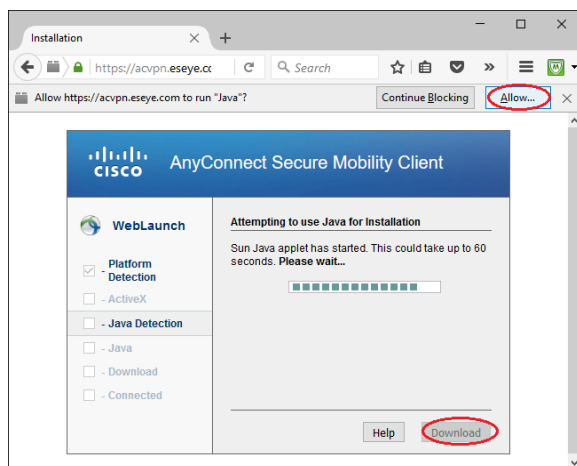 Installation
https://acvpn.eseye.cc
Search
Allow https://acvpn.eseye.com to run "Java"?
Continue Blocking
Allow...
CISCO
AnyConnect Secure Mobility Client
WebLaunch
- Platform
Detection
- ActiveX
- Java Detection
- Java
- Download
- Connected
Attempting to use Java for Installation
Sun Java applet has started. This could take up to 60
seconds. Please wait...
Help
Download